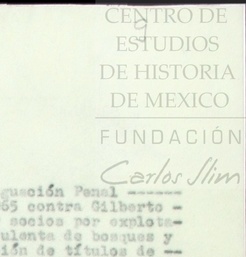 9
CENTRO DE
ESTUDIOS
DE HISTORIA
DE MEXICO
FUNDACIÓN
Carlos Slim
guación Penal -------
65 contra Gilberto -
socios por explota-
ulenta de bosques y
ión de títulos de --